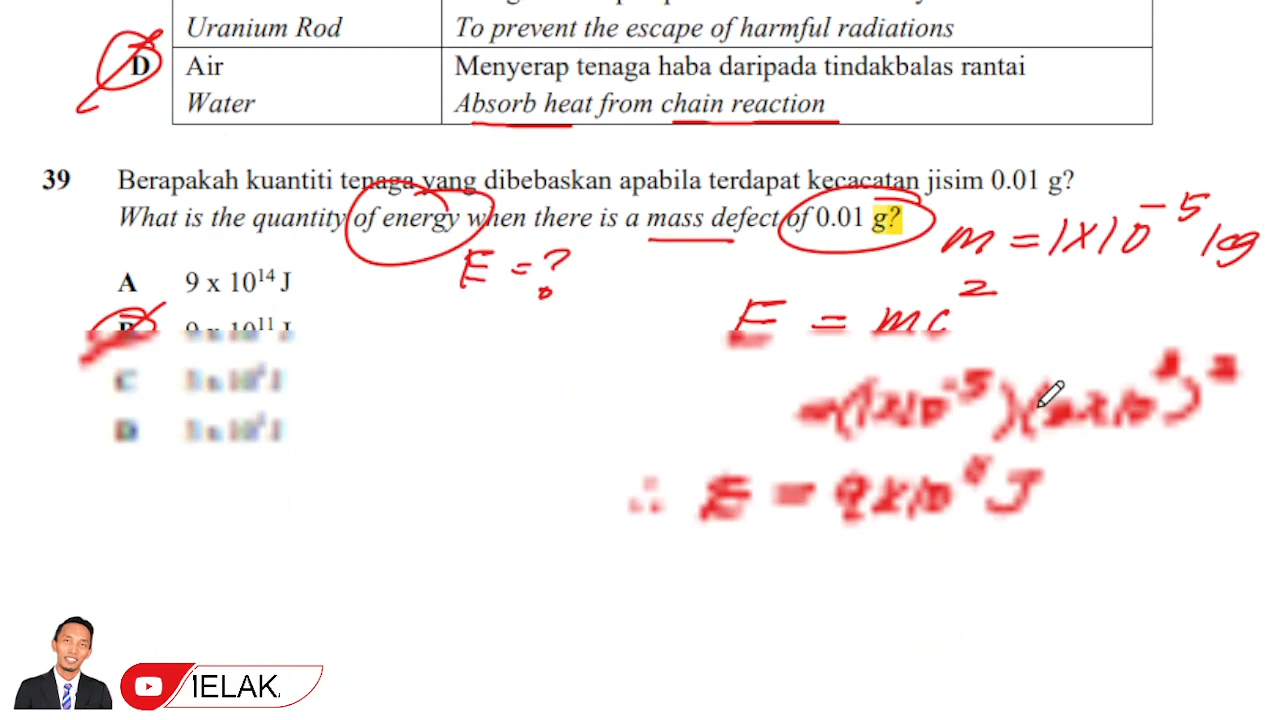 Uranium Rod To prevent the escape of harmful radiations
D Air Menyerap tenaga haba daripada tindakbalas rantai
Water Absorb heat from chain reaction
39 Berapakah kuantiti tenaga yang dibebaskan apabila terdapat kecacatan jisim 0.01 g?
What is the quantity of energy when there is a mass defect of 0.01 g?
m = 1x10⁻⁵ kg
E = ?
A 9 x 10¹⁴ J
E = mc²
B 9 x 10¹¹ J
C
D
∴ E =
IELAK.